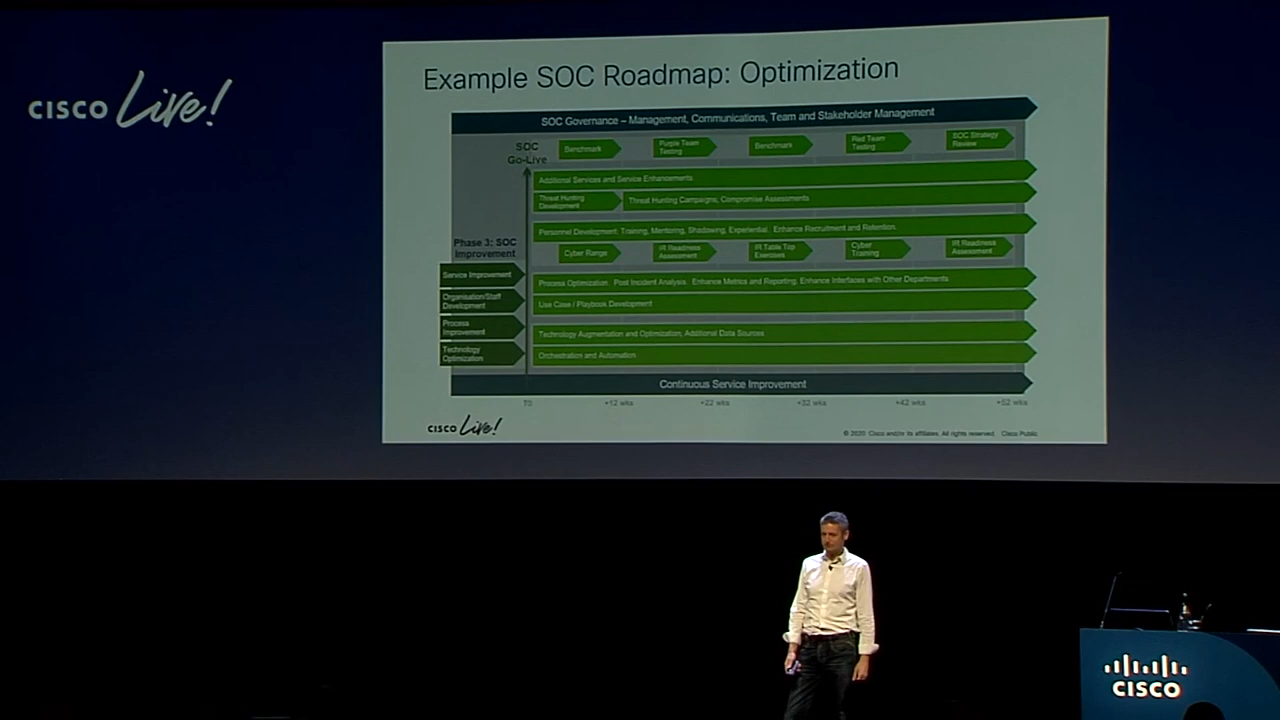 CISCO Live!
Example SOC Roadmap: Optimization
SOC Governance – Management, Communications, Team and Stakeholder Management
SOC
Go-Live
Benchmark
Purple Team
Testing
Benchmark
Red Team
Testing
SOC Strategy
Review
Additional Services and Service Enhancements
Threat Hunting
Development
Threat Hunting Campaigns; Compromise Assessments
Personnel Development: Training, Mentoring, Shadowing, Experiential. Enhance Recruitment and Retention.
Phase 3: SOC
Improvement
Cyber Range
IR Readiness
Assessment
IR Table Top
Exercises
Cyber
Training
IR Readiness
Assessment
Service Improvement
Process Optimization. Post Incident Analysis. Enhance Metrics and Reporting; Enhance Interfaces with Other Departments
Organisation/Staff
Development
Use Case / Playbook Development
Process
Improvement
Technology Augmentation and Optimization; Additional Data Sources
Technology
Optimization
Orchestration and Automation
Continuous Service Improvement
T0
+12 wks
+22 wks
+32 wks
+42 wks
+52 wks
CISCO Live!
© 2020 Cisco and/or its affiliates. All rights reserved. Cisco Public
CISCO